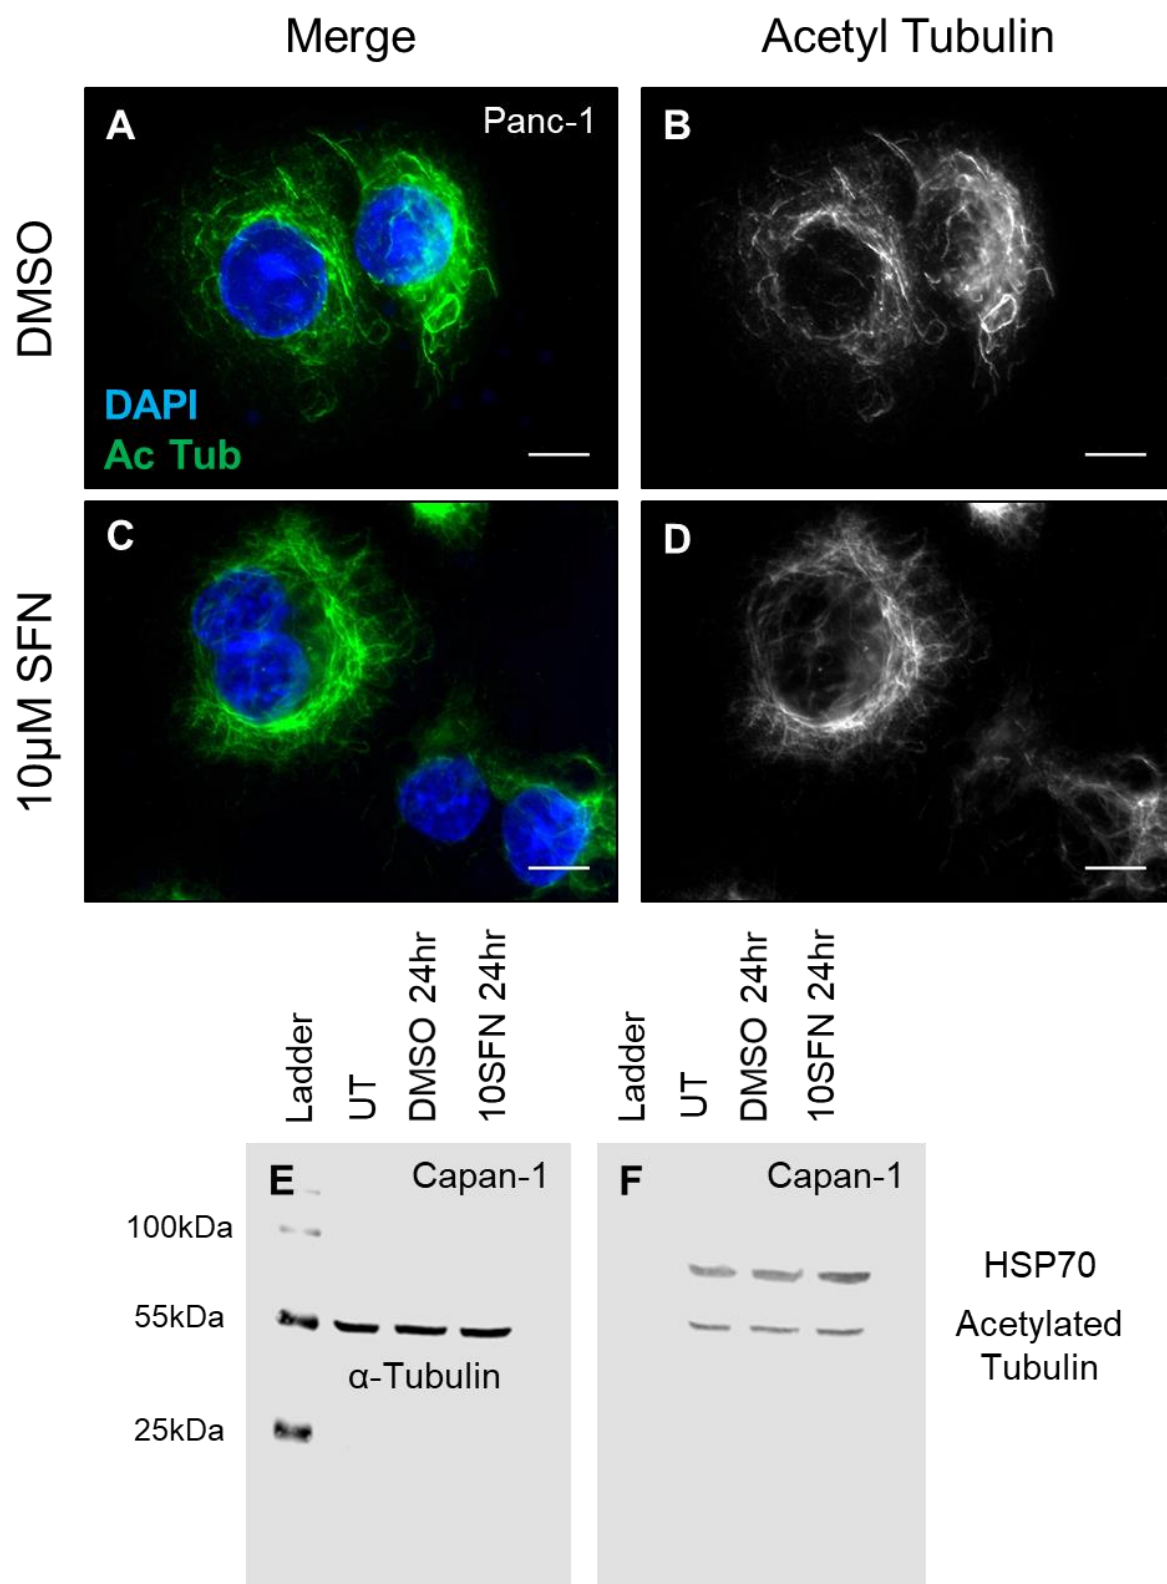 Merge
Acetyl Tubulin
DMSO
A
Panc-1
B
DAPI
Ac Tub
10µM SFN
C
D
Ladder
UT
DMSO 24hr
10SFN 24hr
Ladder
UT
DMSO 24hr
10SFN 24hr
E
Capan-1
F
Capan-1
100kDa
55kDa
25kDa
α-Tubulin
HSP70
Acetylated
Tubulin